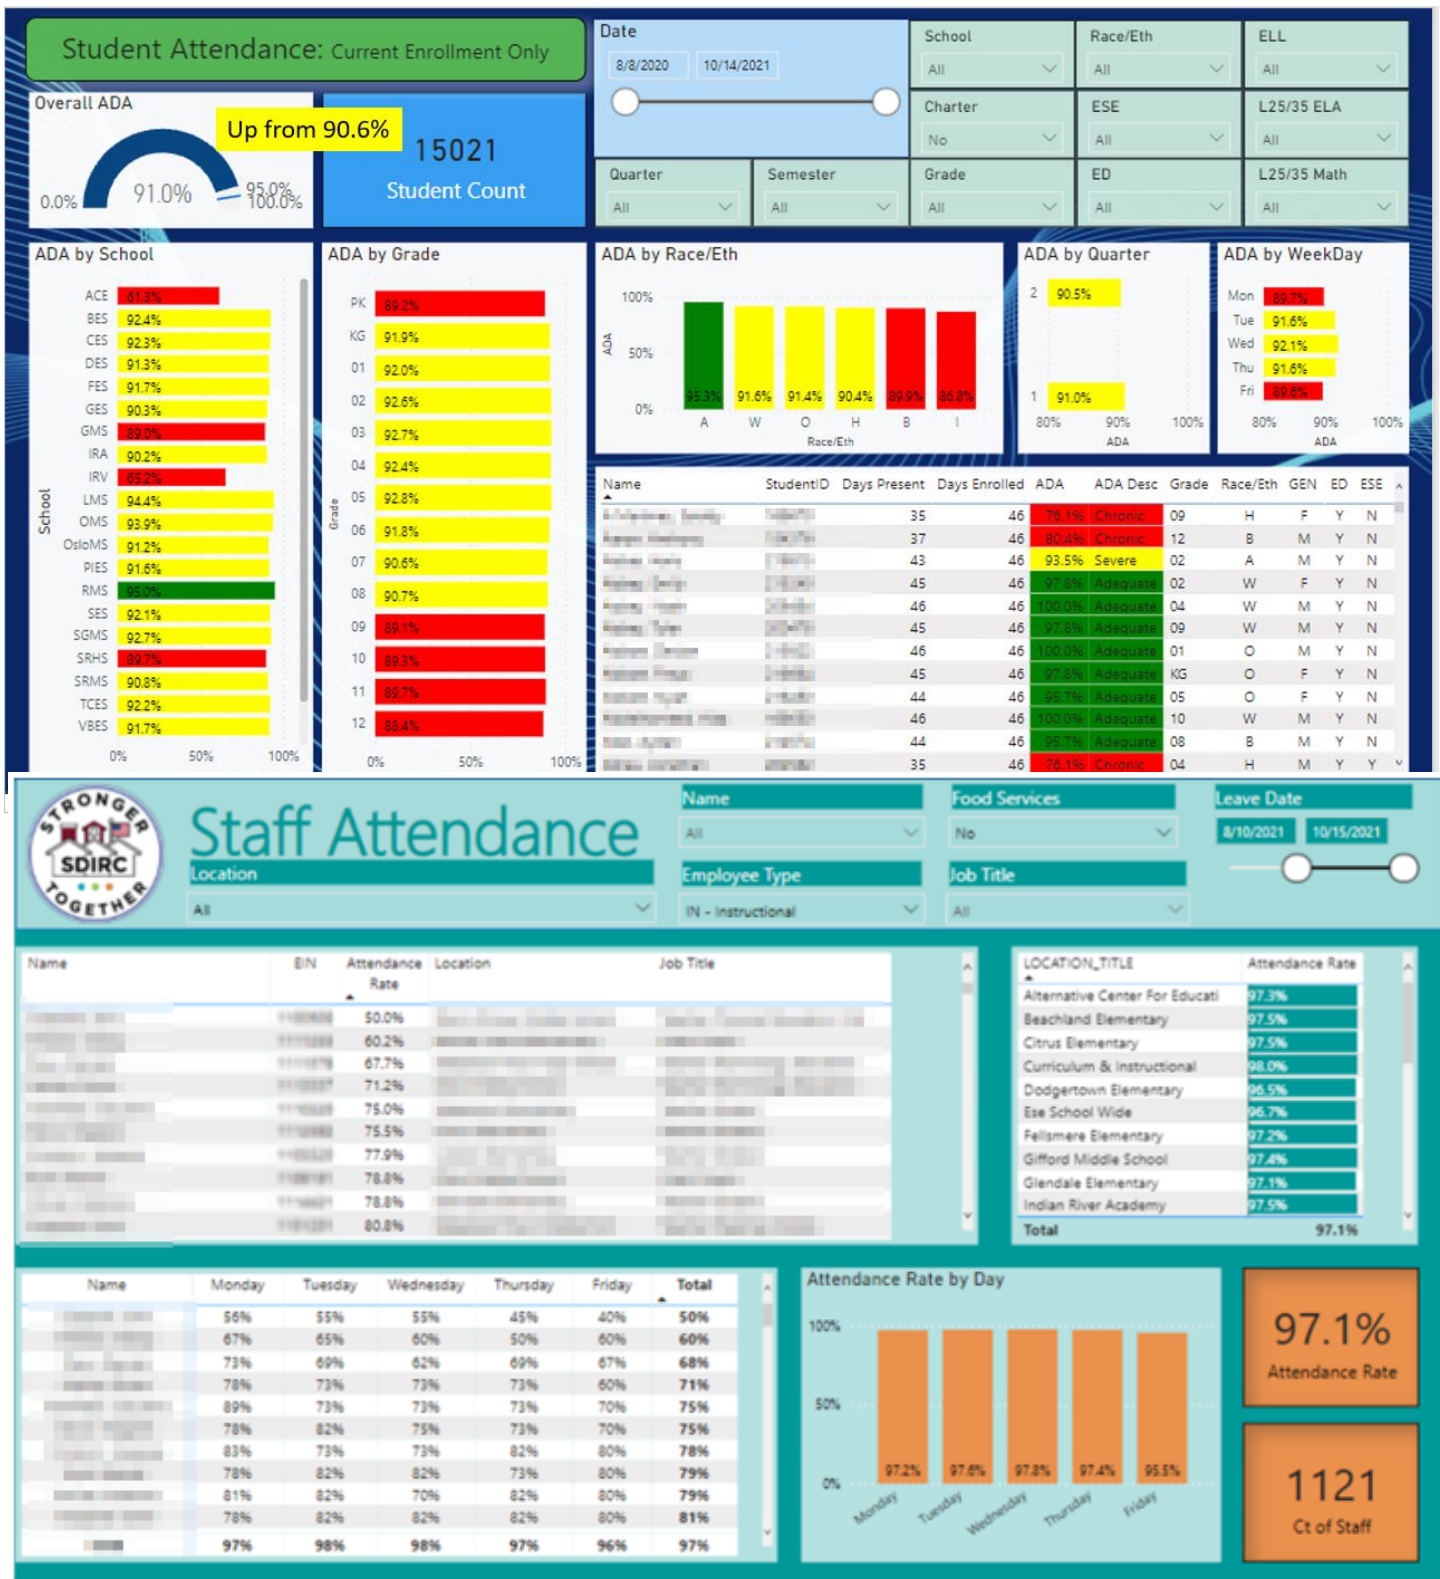 Student Attendance: Current Enrollment Only
Date
8/8/2020 10/14/2021
School
All
Race/Eth
All
ELL
All
Charter
No
ESE
All
L25/35 ELA
All
Quarter
All
Semester
All
Grade
All
ED
All
L25/35 Math
All
Overall ADA
Up from 90.6%
0.0% 91.0% 95.0%
100.0%
15021
Student Count
ADA by School
School
ACE 61.3%
BES 92.4%
CES 92.3%
DES 91.3%
FES 91.7%
GES 90.3%
GMS 89.0%
IRA 90.2%
IRV 65.2%
LMS 94.4%
OMS 93.9%
OsloMS 91.2%
PIES 91.6%
RMS 95.0%
SES 92.1%
SGMS 92.7%
SRHS 89.7%
SRMS 90.8%
TCES 92.2%
VBES 91.7%
0% 50% 100%
ADA by Grade
Grade
PK 89.2%
KG 91.9%
01 92.0%
02 92.6%
03 92.7%
04 92.4%
05 92.8%
06 91.8%
07 90.6%
08 90.7%
09 89.1%
10 89.3%
11 89.7%
12 88.4%
0% 50% 100%
ADA by Race/Eth
ADA
100%
50%
0%
95.3% 91.6% 91.4% 90.4% 89.9% 86.8%
A W O H B I
Race/Eth
ADA by Quarter
2 90.5%
1 91.0%
80% 90% 100%
ADA
ADA by WeekDay
Mon 89.7%
Tue 91.6%
Wed 92.1%
Thu 91.6%
Fri 89.6%
80% 90% 100%
ADA
Name StudentID Days Present Days Enrolled ADA ADA Desc Grade Race/Eth GEN ED ESE
35 46 76.1% Chronic 09 H F Y N
37 46 80.4% Chronic 12 B M Y N
43 46 93.5% Severe 02 A M Y N
45 46 97.8% Adequate 02 W F Y N
46 46 100.0% Adequate 04 W M Y N
45 46 97.8% Adequate 09 W M Y N
46 46 100.0% Adequate 01 O M Y N
45 46 97.8% Adequate KG O F Y N
44 46 95.7% Adequate 05 O F Y N
46 46 100.0% Adequate 10 W M Y N
44 46 95.7% Adequate 08 B M Y N
35 46 76.1% Chronic 04 H M Y Y
STRONGER
SDIRC
TOGETHER
Staff Attendance
Location
All
Name
All
Employee Type
IN - Instructional
Food Services
No
Job Title
All
Leave Date
8/10/2021 10/15/2021
Name EIN Attendance Rate Location Job Title
50.0%
60.2%
67.7%
71.2%
75.0%
75.5%
77.9%
78.8%
78.8%
80.8%
LOCATION_TITLE Attendance Rate
Alternative Center For Educati 97.3%
Beachland Elementary 97.5%
Citrus Elementary 97.5%
Curriculum & Instructional 98.0%
Dodgertown Elementary 96.5%
Ese School Wide 96.7%
Fellsmere Elementary 97.2%
Gifford Middle School 97.4%
Glendale Elementary 97.1%
Indian River Academy 97.5%
Total 97.1%
Name Monday Tuesday Wednesday Thursday Friday Total
56% 55% 55% 45% 40% 50%
67% 65% 60% 50% 60% 60%
73% 69% 62% 69% 67% 68%
78% 73% 73% 73% 60% 71%
89% 73% 73% 73% 70% 75%
78% 82% 75% 73% 70% 75%
83% 73% 73% 82% 80% 78%
78% 82% 82% 73% 80% 79%
81% 82% 70% 82% 80% 79%
78% 82% 82% 82% 80% 81%
97% 98% 98% 97% 96% 97%
Attendance Rate by Day
100%
50%
0%
97.2% 97.6% 97.8% 97.4% 95.5%
Monday Tuesday Wednesday Thursday Friday
97.1%
Attendance Rate
1121
Ct of Staff